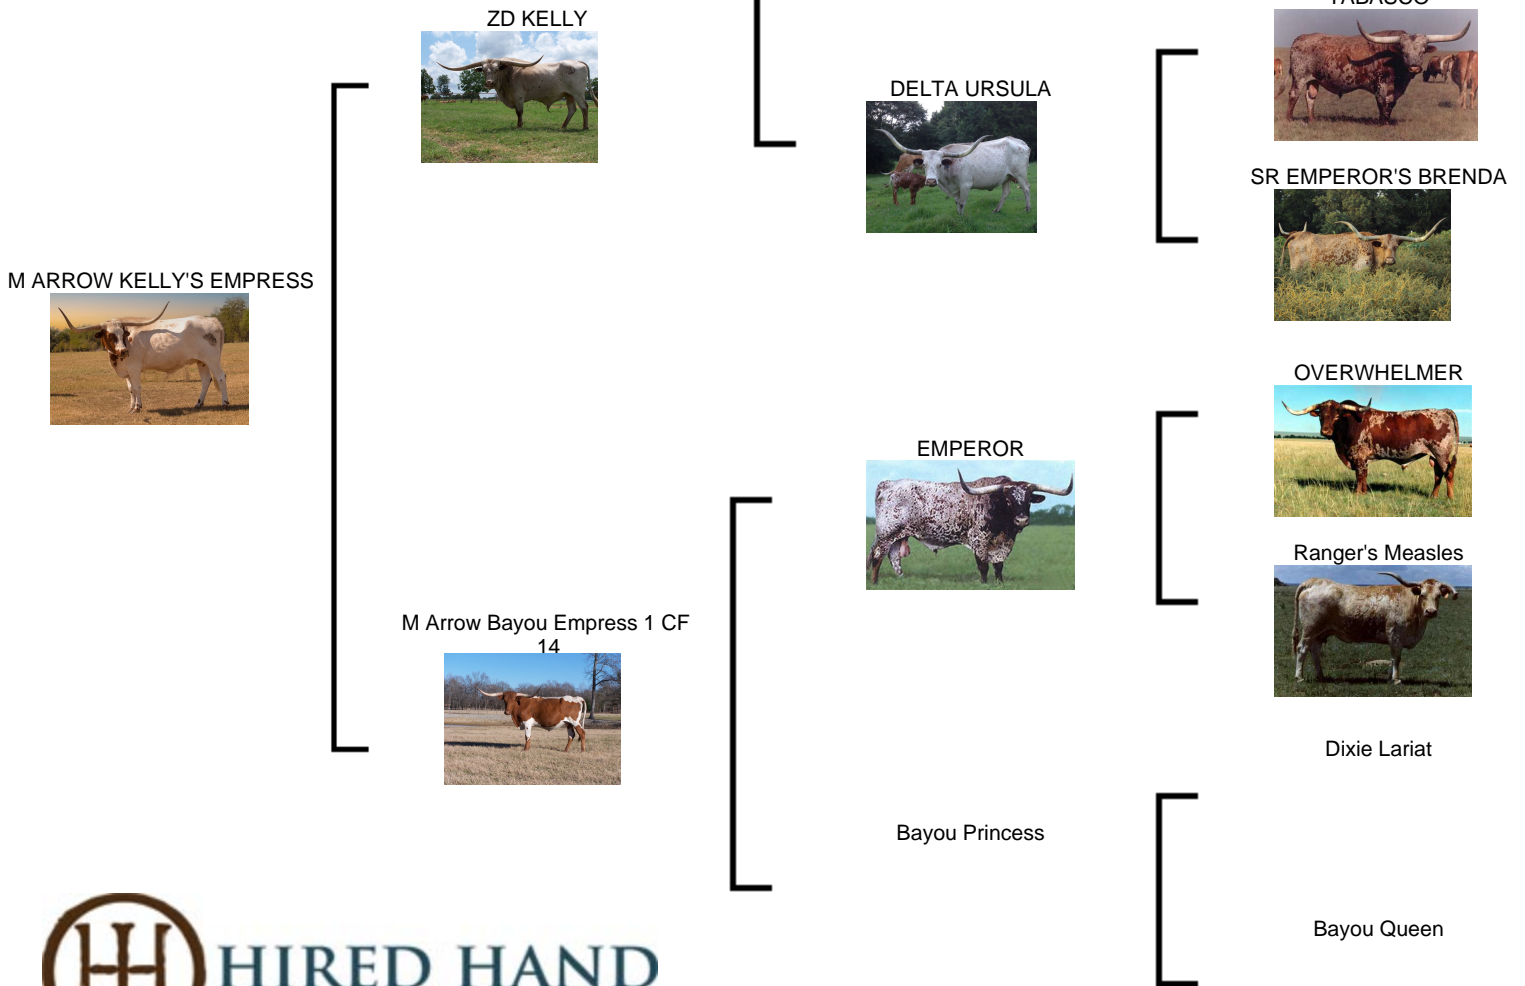 ZD KELLY
DELTA URSULA
SR EMPEROR'S BRENDA
M ARROW KELLY'S EMPRESS
OVERWHELMER
EMPEROR
Ranger's Measles
M Arrow Bayou Empress 1 CF
14
Dixie Lariat
Bayou Princess
Bayou Queen
HIRED HAND